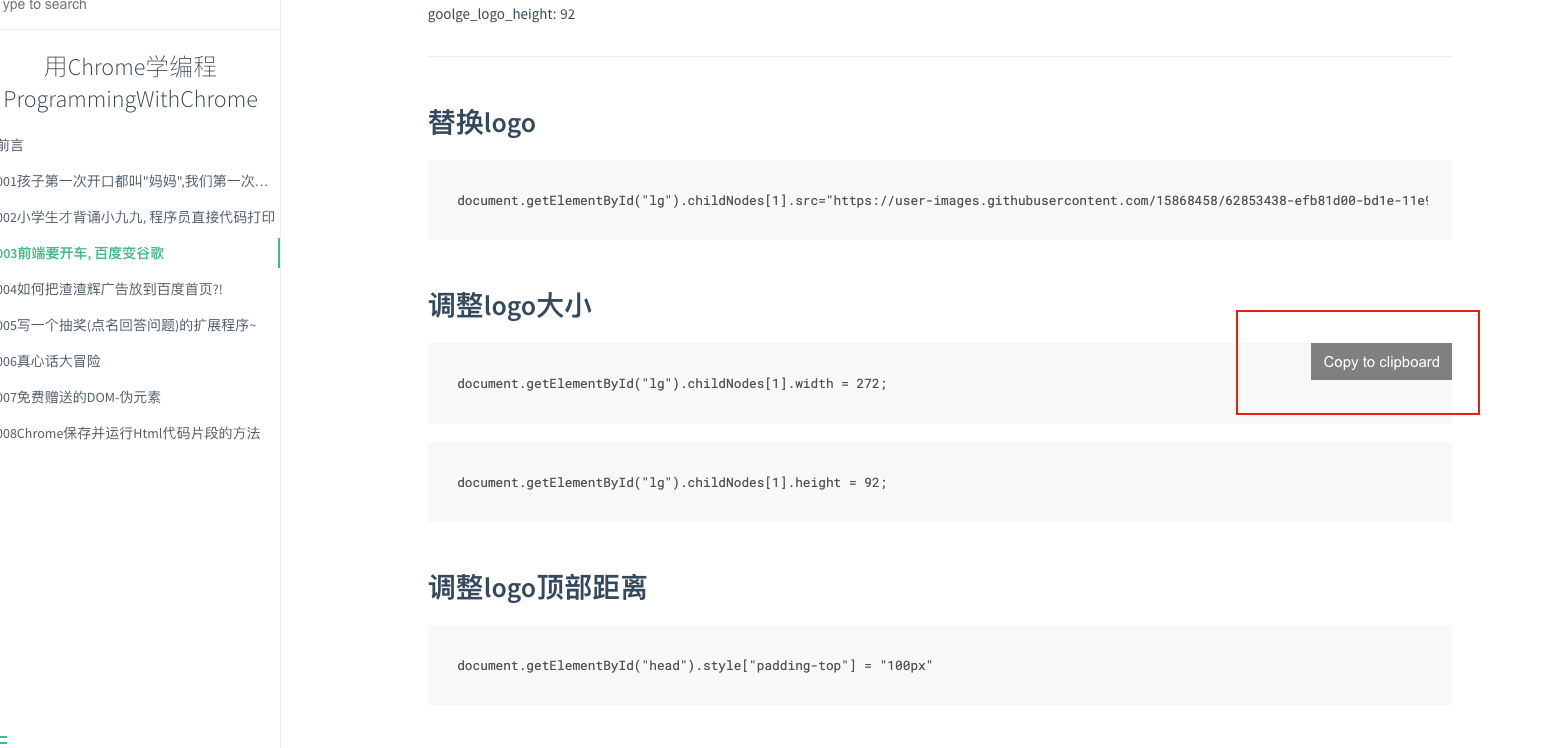 ype to search
用Chrome学编程
ProgrammingWithChrome
前言
001孩子第一次开口都叫"妈妈",我们第一次…
002小学生才背诵小九九, 程序员直接代码打印
003前端要开车, 百度变谷歌
004如何把渣渣辉广告放到百度首页?!
005写一个抽奖(点名回答问题)的扩展程序~
006真心话大冒险
007免费赠送的DOM-伪元素
008Chrome保存并运行Html代码片段的方法
goolge_logo_height: 92
替换logo
document.getElementById("lg").childNodes[1].src="https://user-images.githubusercontent.com/15868458/62853438-efb81d00-bd1e-11e9
调整logo大小
Copy to clipboard
document.getElementById("lg").childNodes[1].width = 272;
document.getElementById("lg").childNodes[1].height = 92;
调整logo顶部距离
document.getElementById("head").style["padding-top"] = "100px"